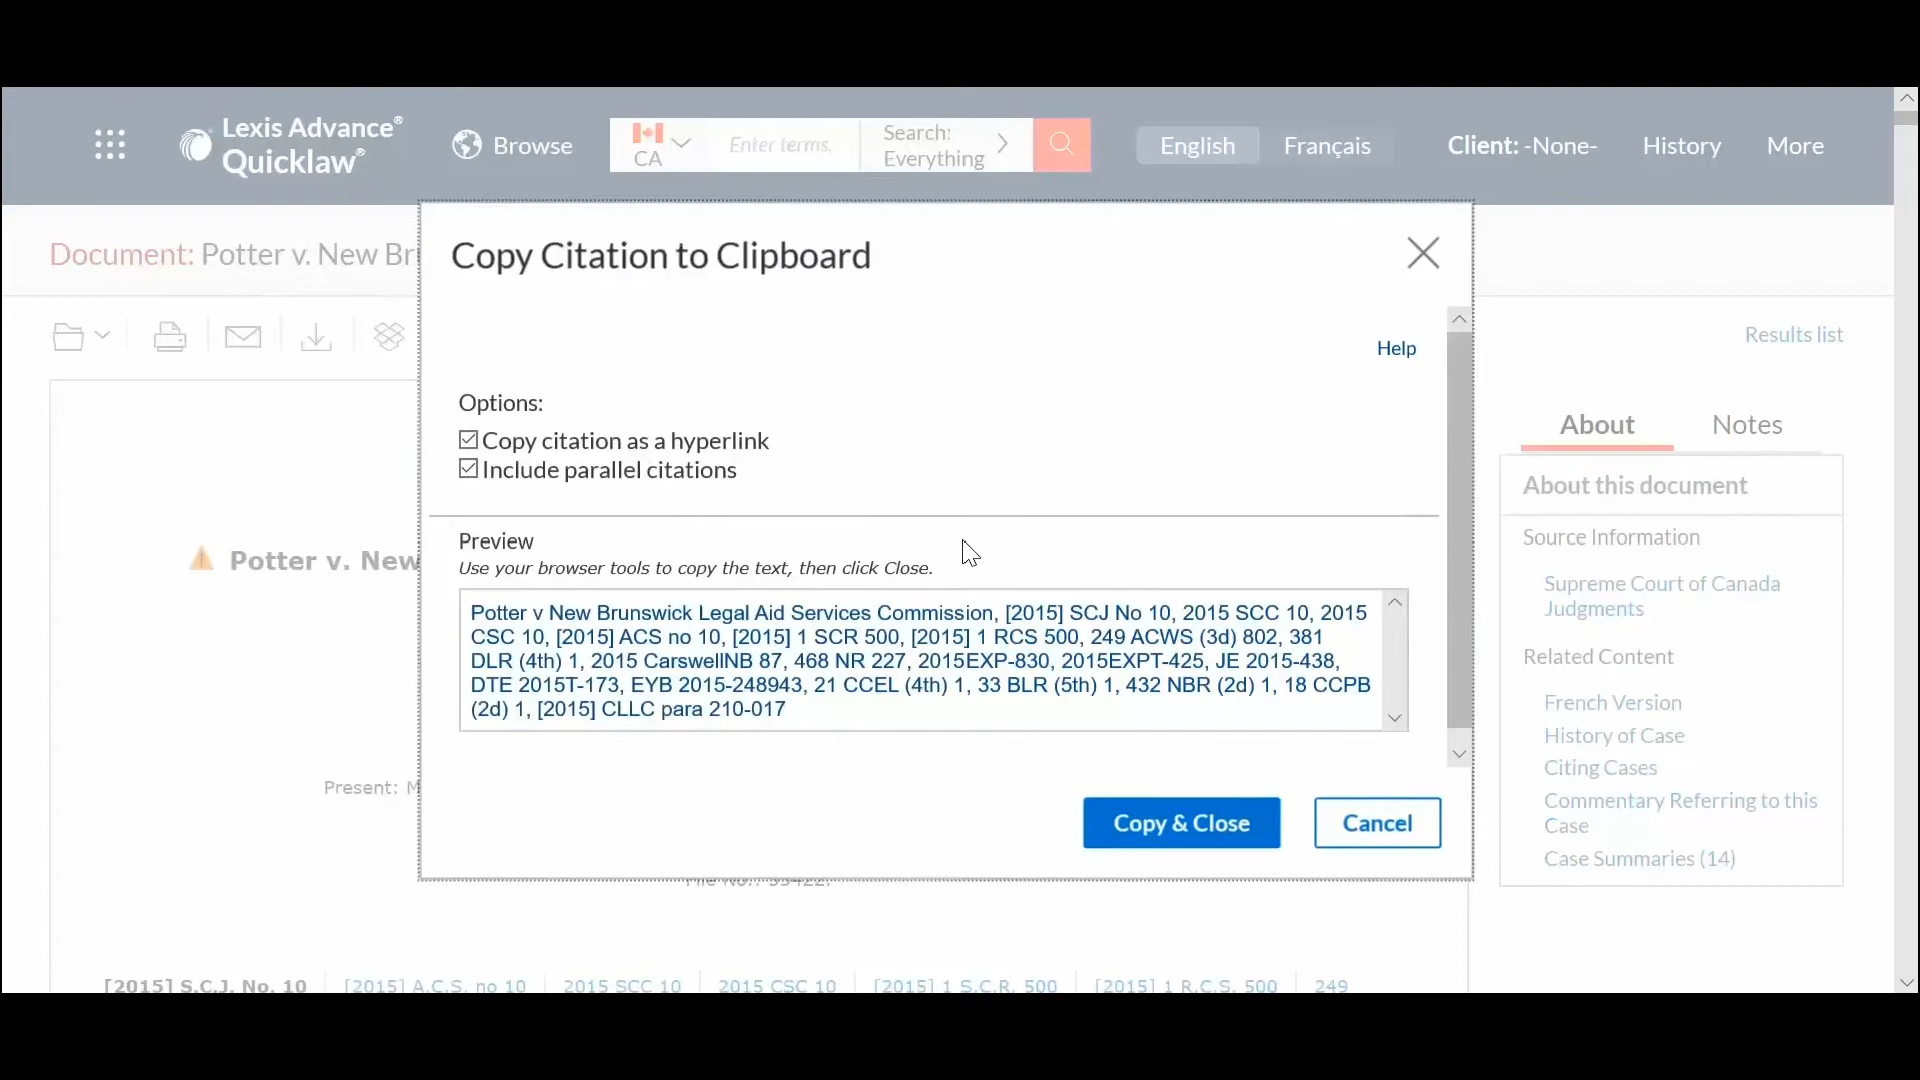 Lexis Advance®
Quicklaw®
Browse
CA
Enter terms.
Search:
Everything
English
Français
Client: -None-
History
More
Document: Potter v. New Br
Copy Citation to Clipboard
Help
Results list
Options:
Copy citation as a hyperlink
Include parallel citations
About
Notes
About this document
Source Information
Supreme Court of Canada
Judgments
Related Content
French Version
History of Case
Citing Cases
Commentary Referring to this
Case
Case Summaries (14)
Potter v. New
Preview
Use your browser tools to copy the text, then click Close.
Potter v New Brunswick Legal Aid Services Commission, [2015] SCJ No 10, 2015 SCC 10, 2015
CSC 10, [2015] ACS no 10, [2015] 1 SCR 500, [2015] 1 RCS 500, 249 ACWS (3d) 802, 381
DLR (4th) 1, 2015 CarswellNB 87, 468 NR 227, 2015EXP-830, 2015EXPT-425, JE 2015-438,
DTE 2015T-173, EYB 2015-248943, 21 CCEL (4th) 1, 33 BLR (5th) 1, 432 NBR (2d) 1, 18 CCPB
(2d) 1, [2015] CLLC para 210-017
Present: M
Copy & Close
Cancel
File No.: 35422.
[2015] S.C.J. No. 10
[2015] A.C.S. no 10
2015 SCC 10
2015 CSC 10
[2015] 1 S.C.R. 500
[2015] 1 R.C.S. 500
249